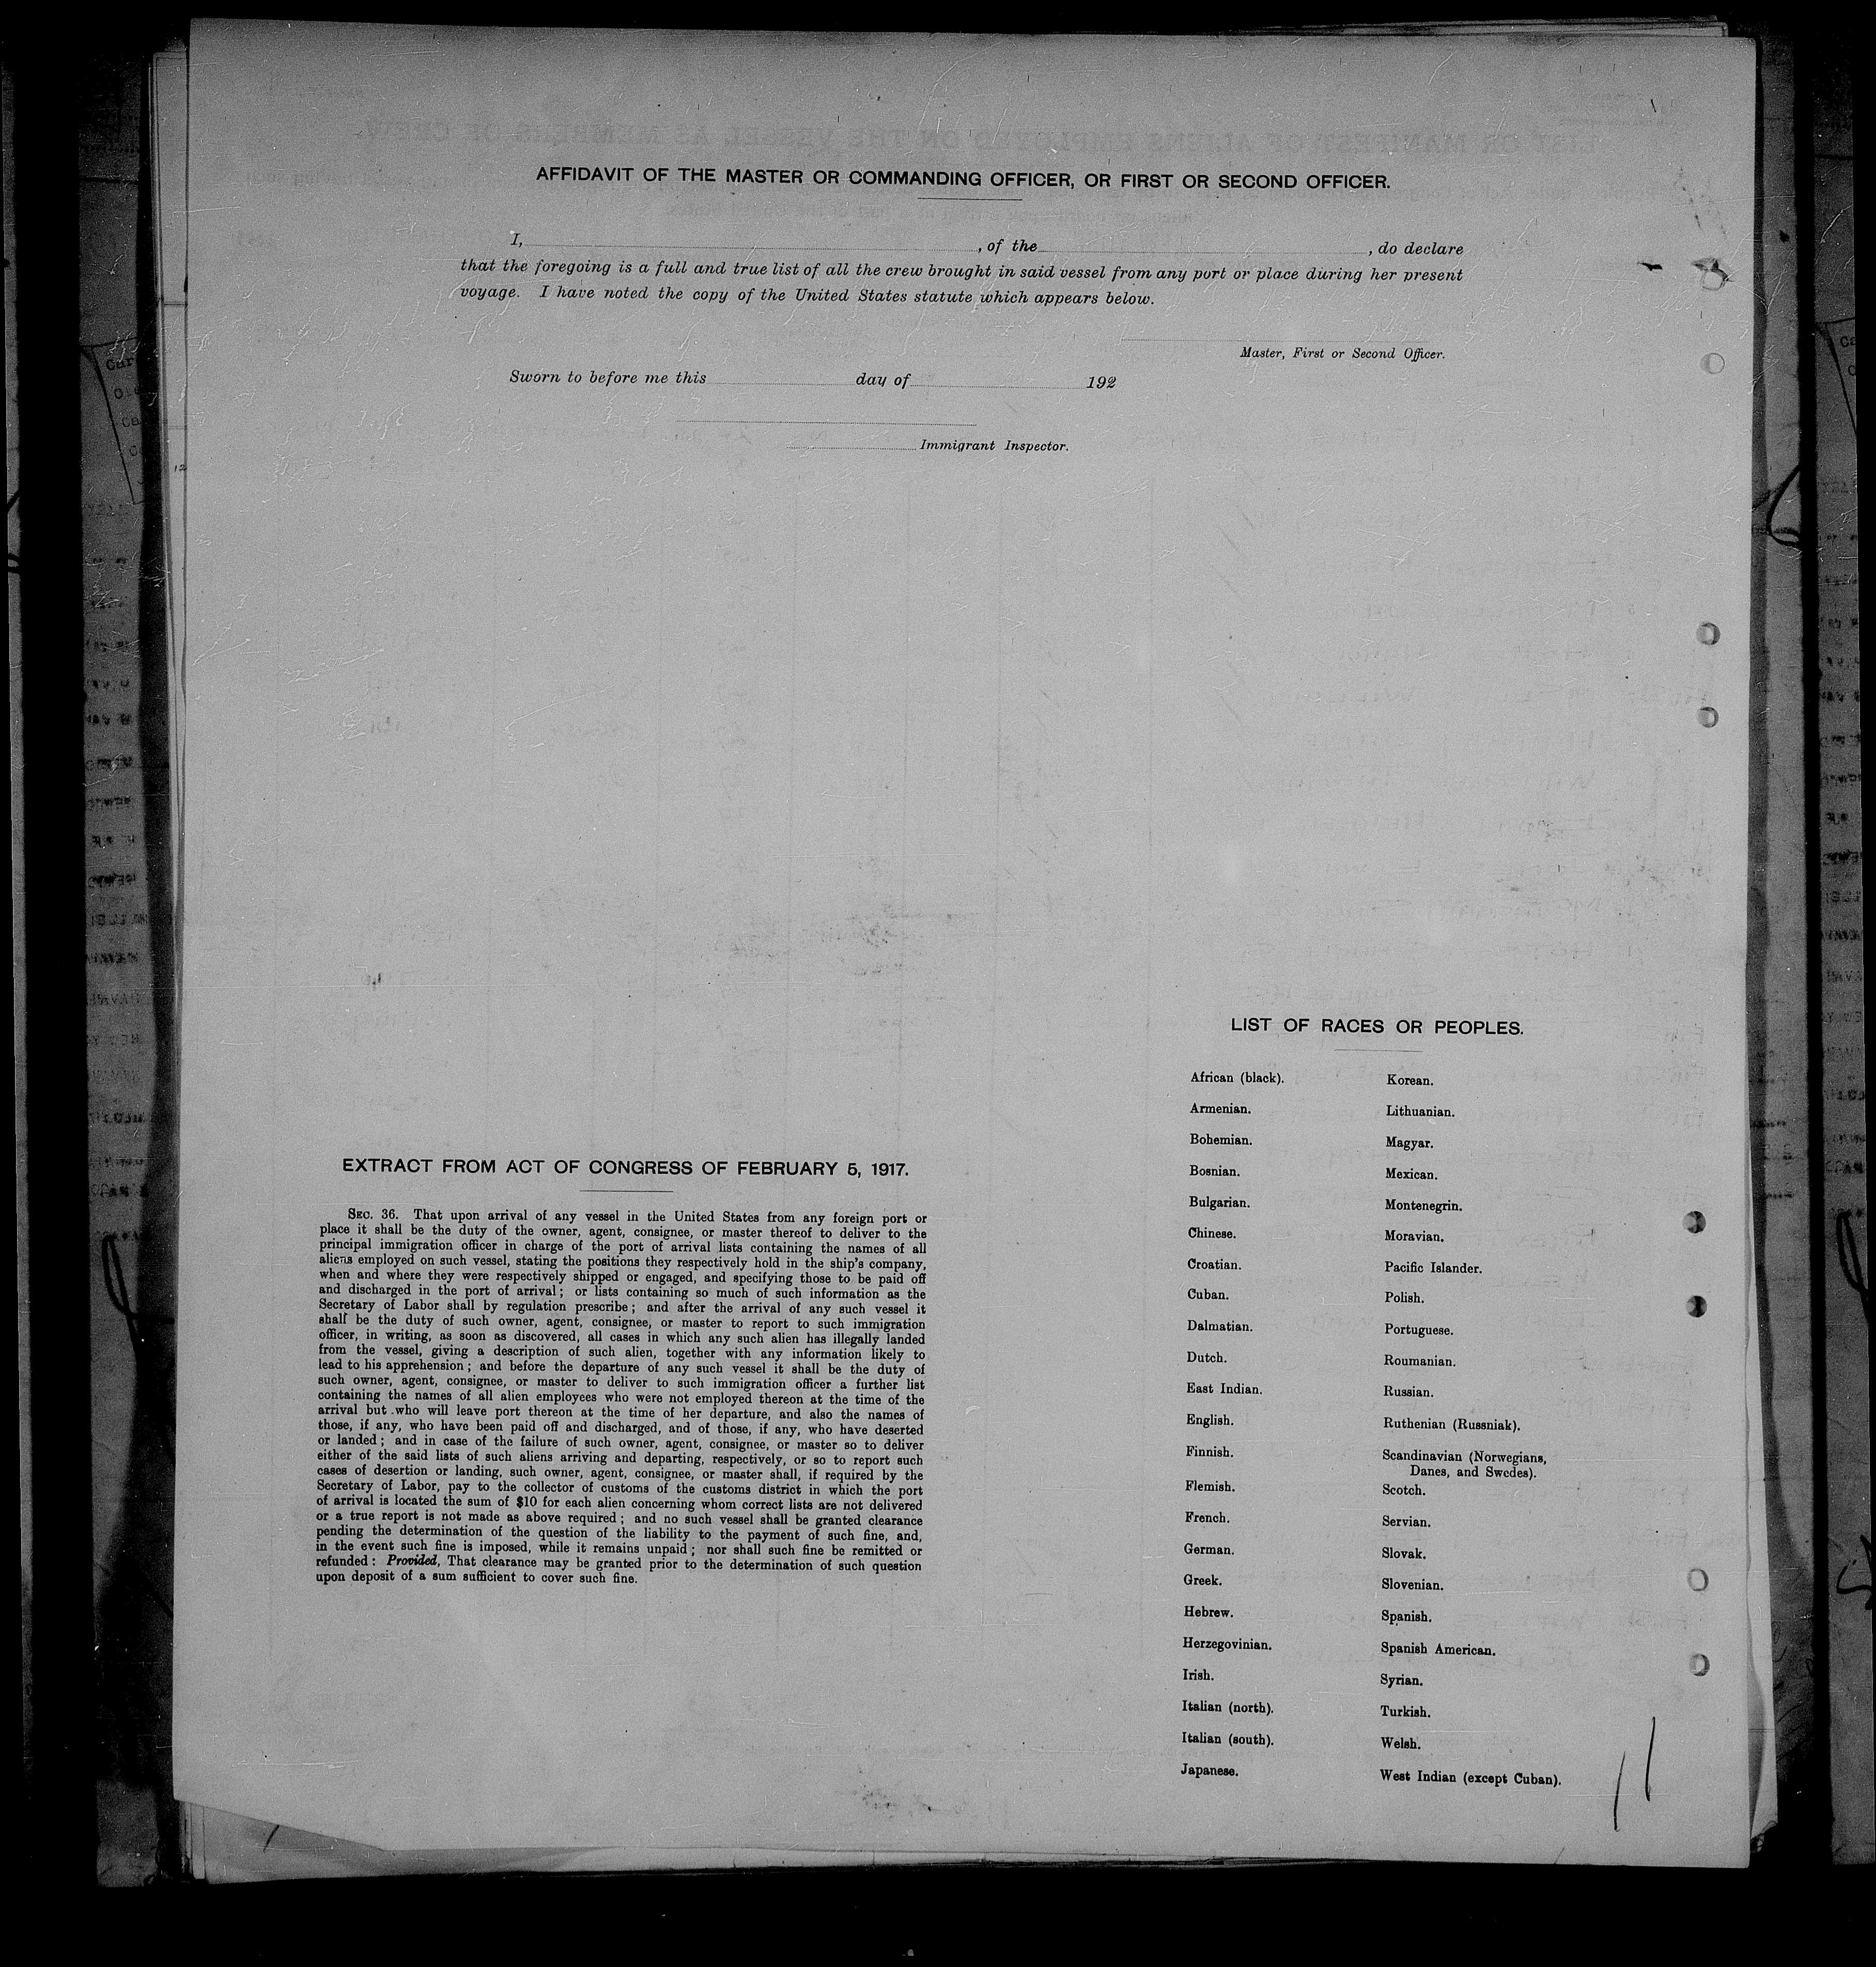 AFFIDAVIT OF THE MASTER OR COMMANDING OFFICER, OR FIRST OR SECOND OFFICER.
I, , of the , do declare
that the foregoing is a full and true list of all the crew brought in said vessel from any port or place during her present
voyage. I have noted the copy of the United States statute which appears below.
Master, First or Second Officer.
Sworn to before me this day of 192
Immigrant Inspector.
EXTRACT FROM ACT OF CONGRESS OF FEBRUARY 5, 1917.
SEC. 36. That upon arrival of any vessel in the United States from any foreign port or
place it shall be the duty of the owner, agent, consignee, or master thereof to deliver to the
principal immigration officer in charge of the port of arrival lists containing the names of all
aliens employed on such vessel, stating the positions they respectively hold in the ship's company,
when and where they were respectively shipped or engaged, and specifying those to be paid off
and discharged in the port of arrival; or lists containing so much of such information as the
Secretary of Labor shall by regulation prescribe; and after the arrival of any such vessel it
shall be the duty of such owner, agent, consignee, or master to report to such immigration
officer, in writing, as soon as discovered, all cases in which any such alien has illegally landed
from the vessel, giving a description of such alien, together with any information likely to
lead to his apprehension; and before the departure of any such vessel it shall be the duty of
such owner, agent, consignee, or master to deliver to such immigration officer a further list
containing the names of all alien employees who were not employed thereon at the time of the
arrival but who will leave port thereon at the time of her departure, and also the names of
those, if any, who have been paid off and discharged, and of those, if any, who have deserted
or landed; and in case of the failure of such owner, agent, consignee, or master so to deliver
either of the said lists of such aliens arriving and departing, respectively, or so to report such
cases of desertion or landing, such owner, agent, consignee, or master shall, if required by the
Secretary of Labor, pay to the collector of customs of the customs district in which the port
of arrival is located the sum of $10 for each alien concerning whom correct lists are not delivered
or a true report is not made as above required; and no such vessel shall be granted clearance
pending the determination of the question of the liability to the payment of such fine, and,
in the event such fine is imposed, while it remains unpaid; nor shall such fine be remitted or
refunded: Provided, That clearance may be granted prior to the determination of such question
upon deposit of a sum sufficient to cover such fine.
LIST OF RACES OR PEOPLES.
African (black).
Armenian.
Bohemian.
Bosnian.
Bulgarian.
Chinese.
Croatian.
Cuban.
Dalmatian.
Dutch.
East Indian.
English.
Finnish.
Flemish.
French.
German.
Greek.
Hebrew.
Herzegovinian.
Irish.
Italian (north).
Italian (south).
Japanese.
Korean.
Lithuanian.
Magyar.
Mexican.
Montenegrin.
Moravian.
Pacific Islander.
Polish.
Portuguese.
Roumanian.
Russian.
Ruthenian (Russniak).
Scandinavian (Norwegians,
Danes, and Swedes).
Scotch.
Servian.
Slovak.
Slovenian.
Spanish.
Spanish American.
Syrian.
Turkish.
Welsh.
West Indian (except Cuban).
11